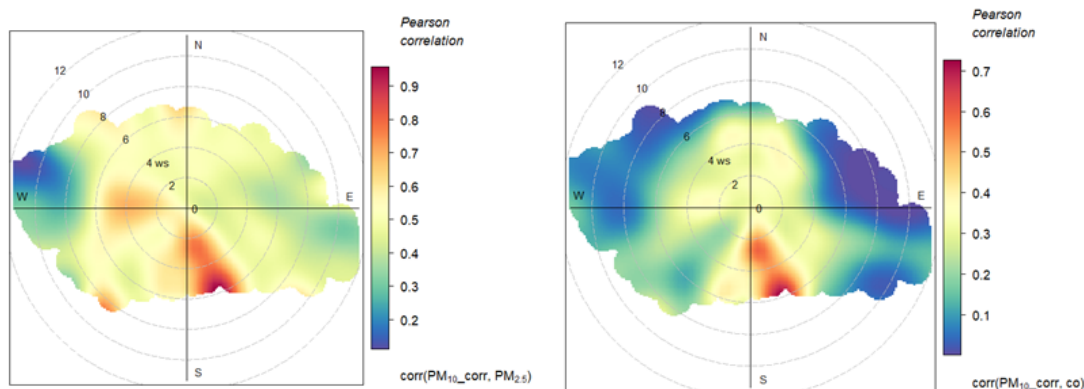 Pearson
correlation
N
12
10
8
6
4 ws
2
0
W
E
S
0.9
0.8
0.7
0.6
0.5
0.4
0.3
0.2
corr(PM₁₀_corr, PM₂.₅)
Pearson
correlation
N
12
10
8
6
4 ws
2
0
W
E
S
0.7
0.6
0.5
0.4
0.3
0.2
0.1
corr(PM₁₀_corr, co)